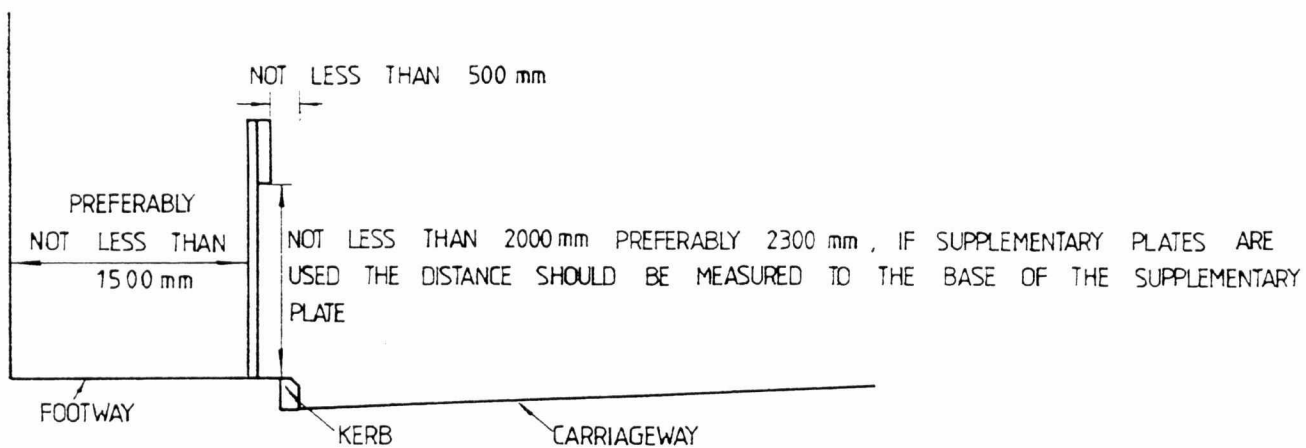 NOT LESS THAN 500 mm
PREFERABLY
NOT LESS THAN
1500 mm
NOT LESS THAN 2000 mm PREFERABLY 2300 mm, IF SUPPLEMENTARY PLATES ARE
USED THE DISTANCE SHOULD BE MEASURED TO THE BASE OF THE SUPPLEMENTARY
PLATE
FOOTWAY
KERB
CARRIAGEWAY